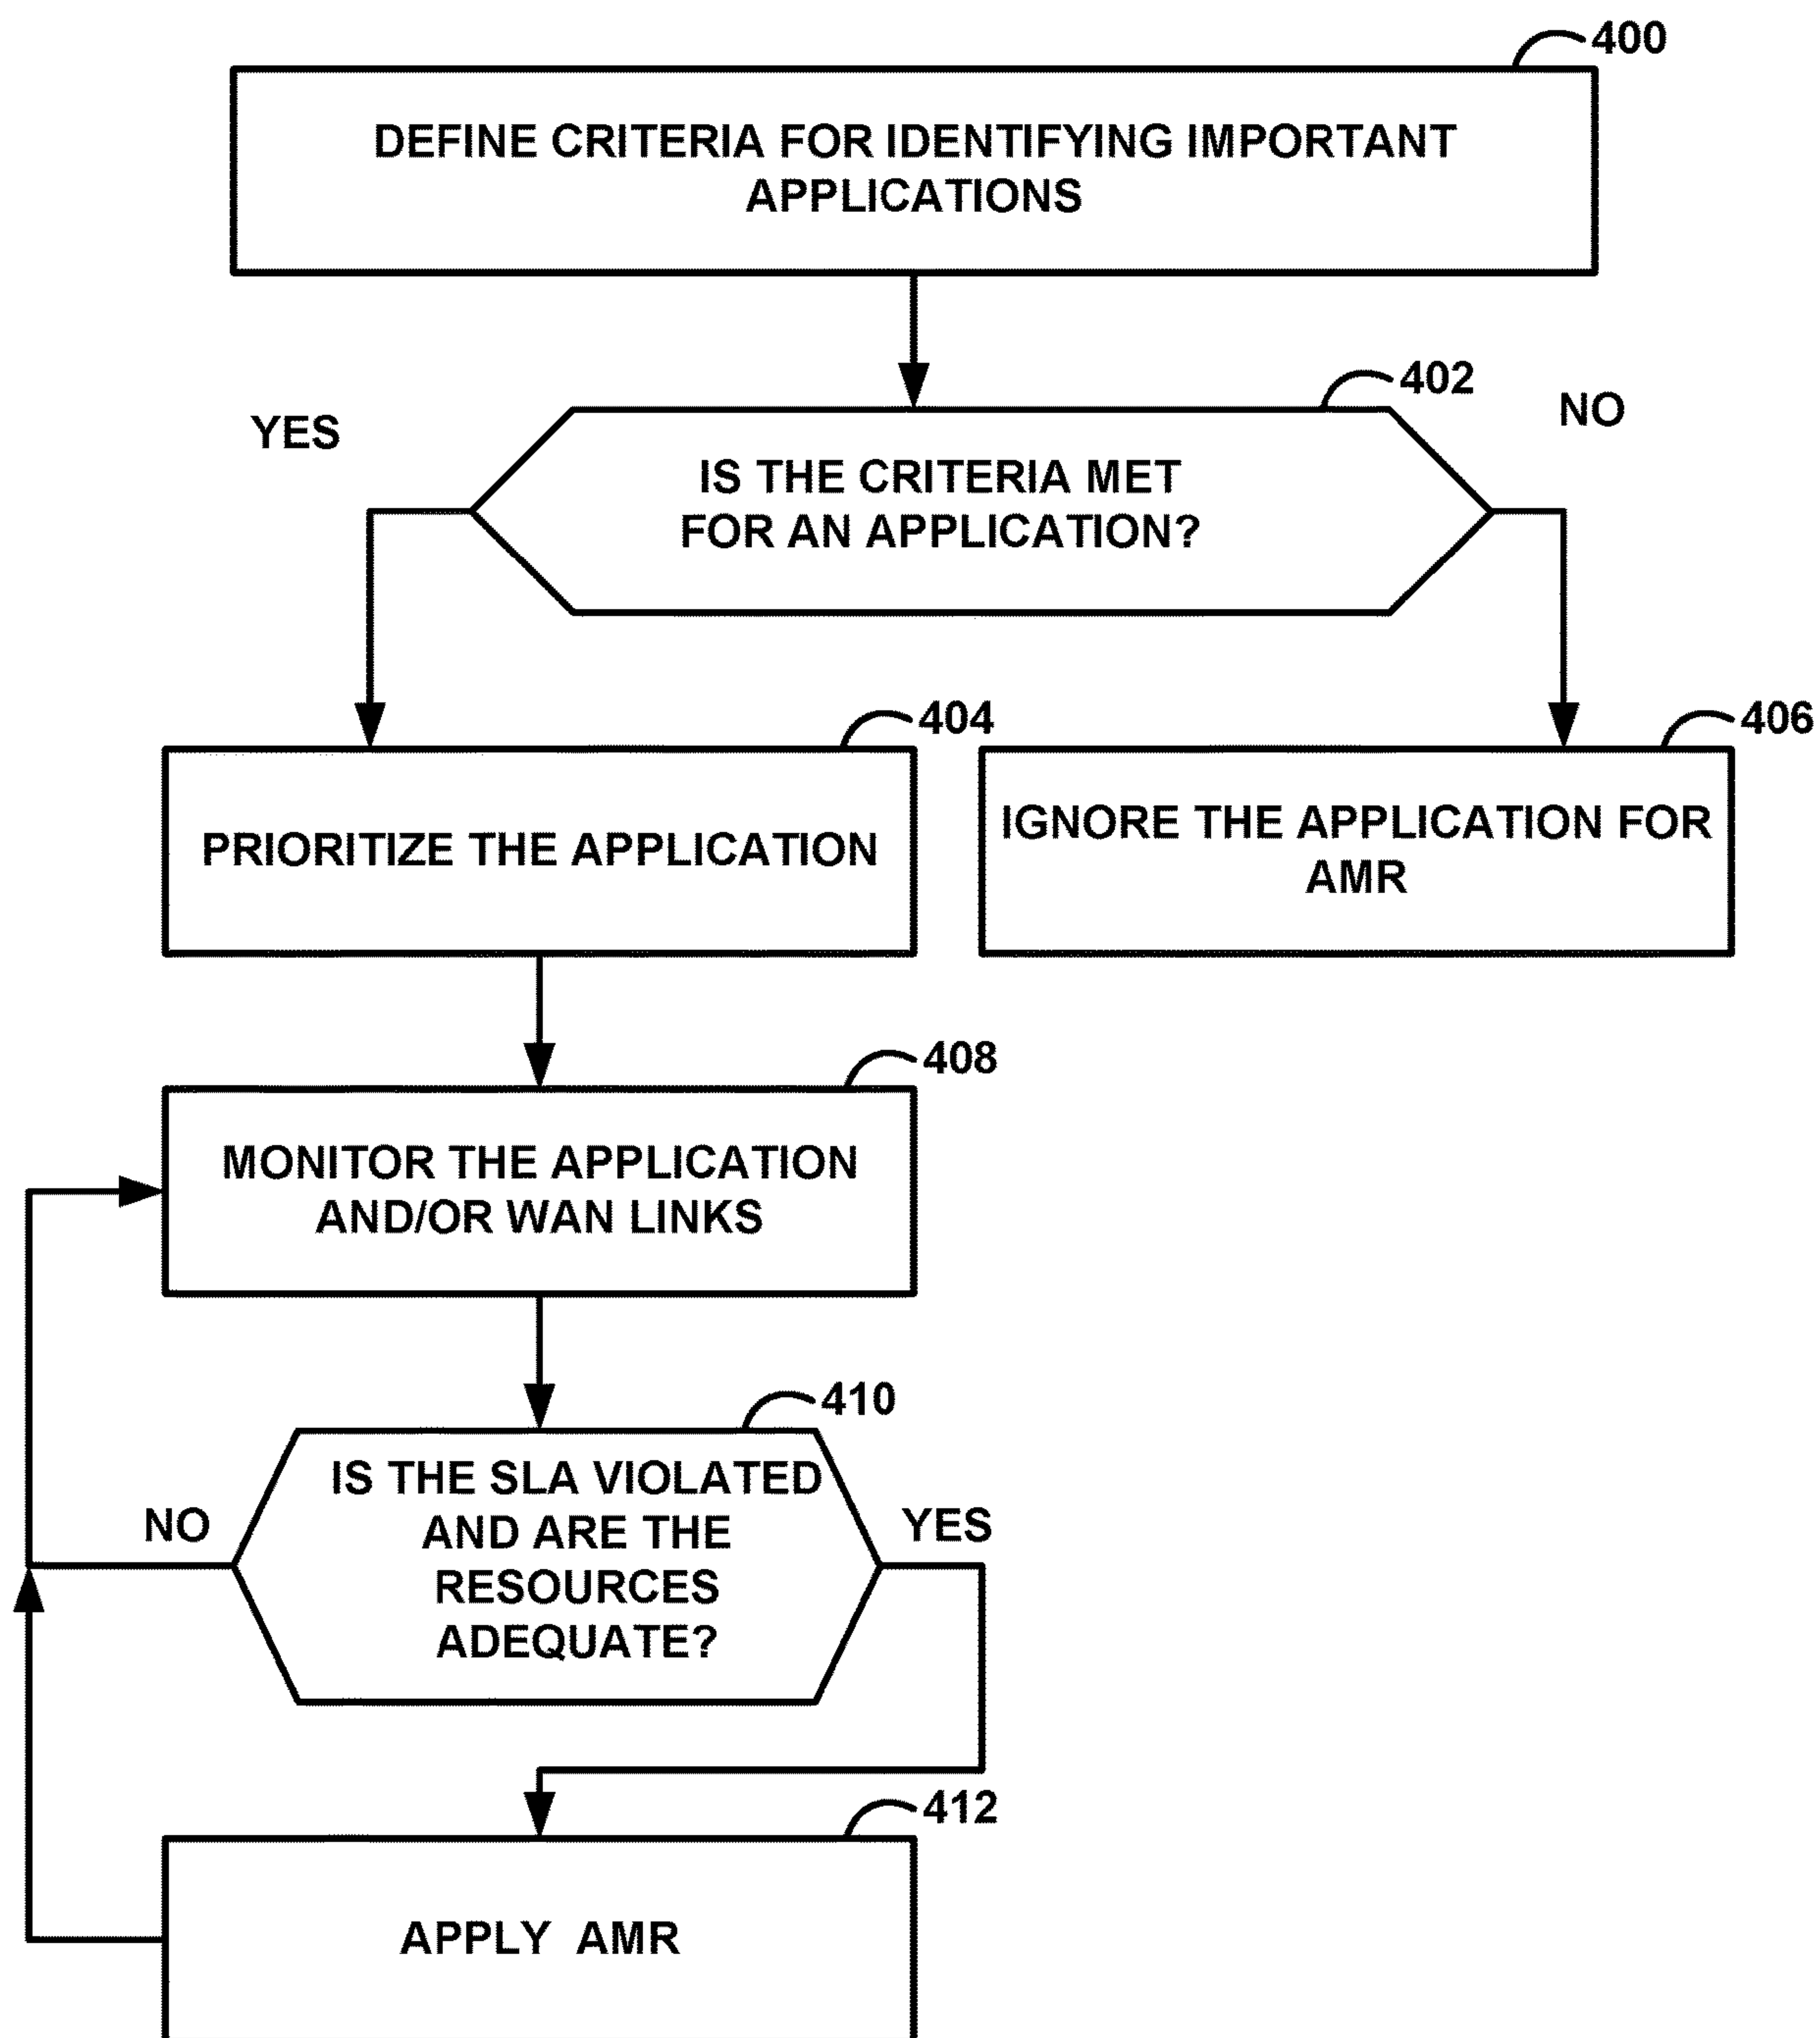 400
DEFINE CRITERIA FOR IDENTIFYING IMPORTANT
APPLICATIONS
402
YES
NO
IS THE CRITERIA MET
FOR AN APPLICATION?
404
406
PRIORITIZE THE APPLICATION
IGNORE THE APPLICATION FOR
AMR
408
MONITOR THE APPLICATION
AND/OR WAN LINKS
410
IS THE SLA VIOLATED
AND ARE THE
RESOURCES
ADEQUATE?
NO
YES
412
APPLY AMR